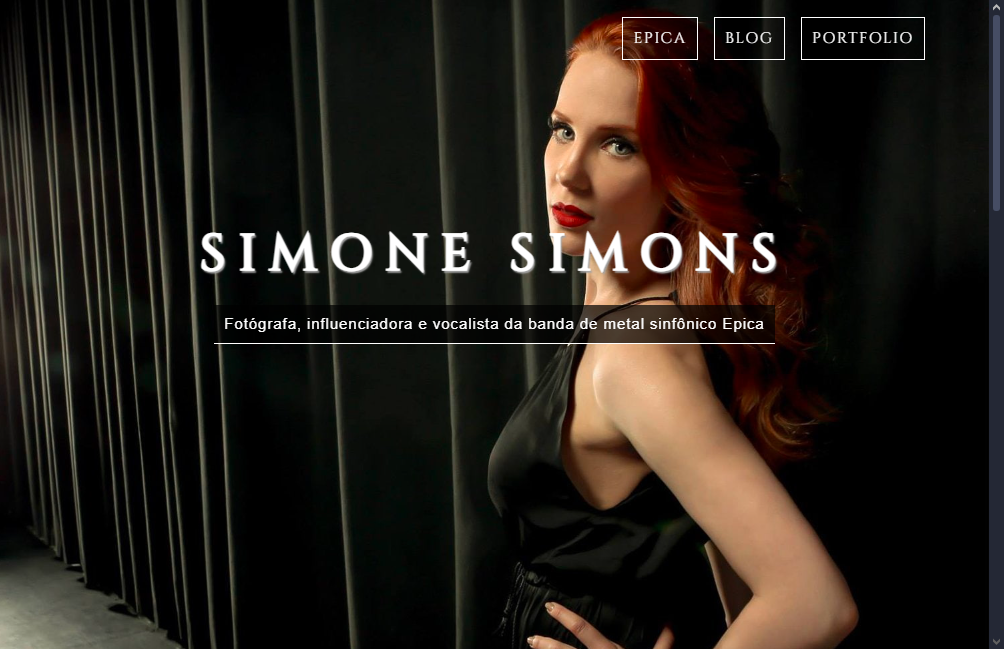 EPICA BLOG PORTFOLIO
SIMONE SIMONS
Fotógrafa, influenciadora e vocalista da banda de metal sinfônico Epica